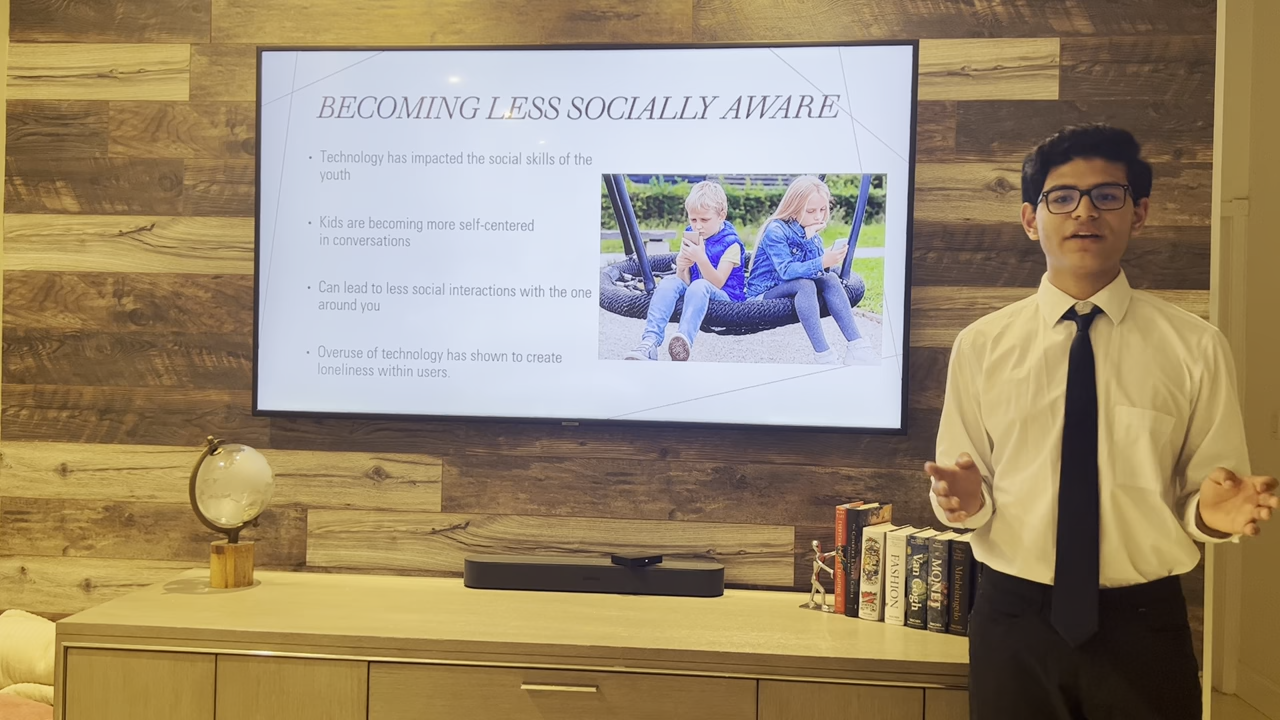 BECOMING LESS SOCIALLY AWARE
• Technology has impacted the social skills of the
youth
• Kids are becoming more self-centered
in conversations
• Can lead to less social interactions with the one
around you
• Overuse of technology has shown to create
loneliness within users.
FASHION
Van Gogh
MONET
Michelangelo